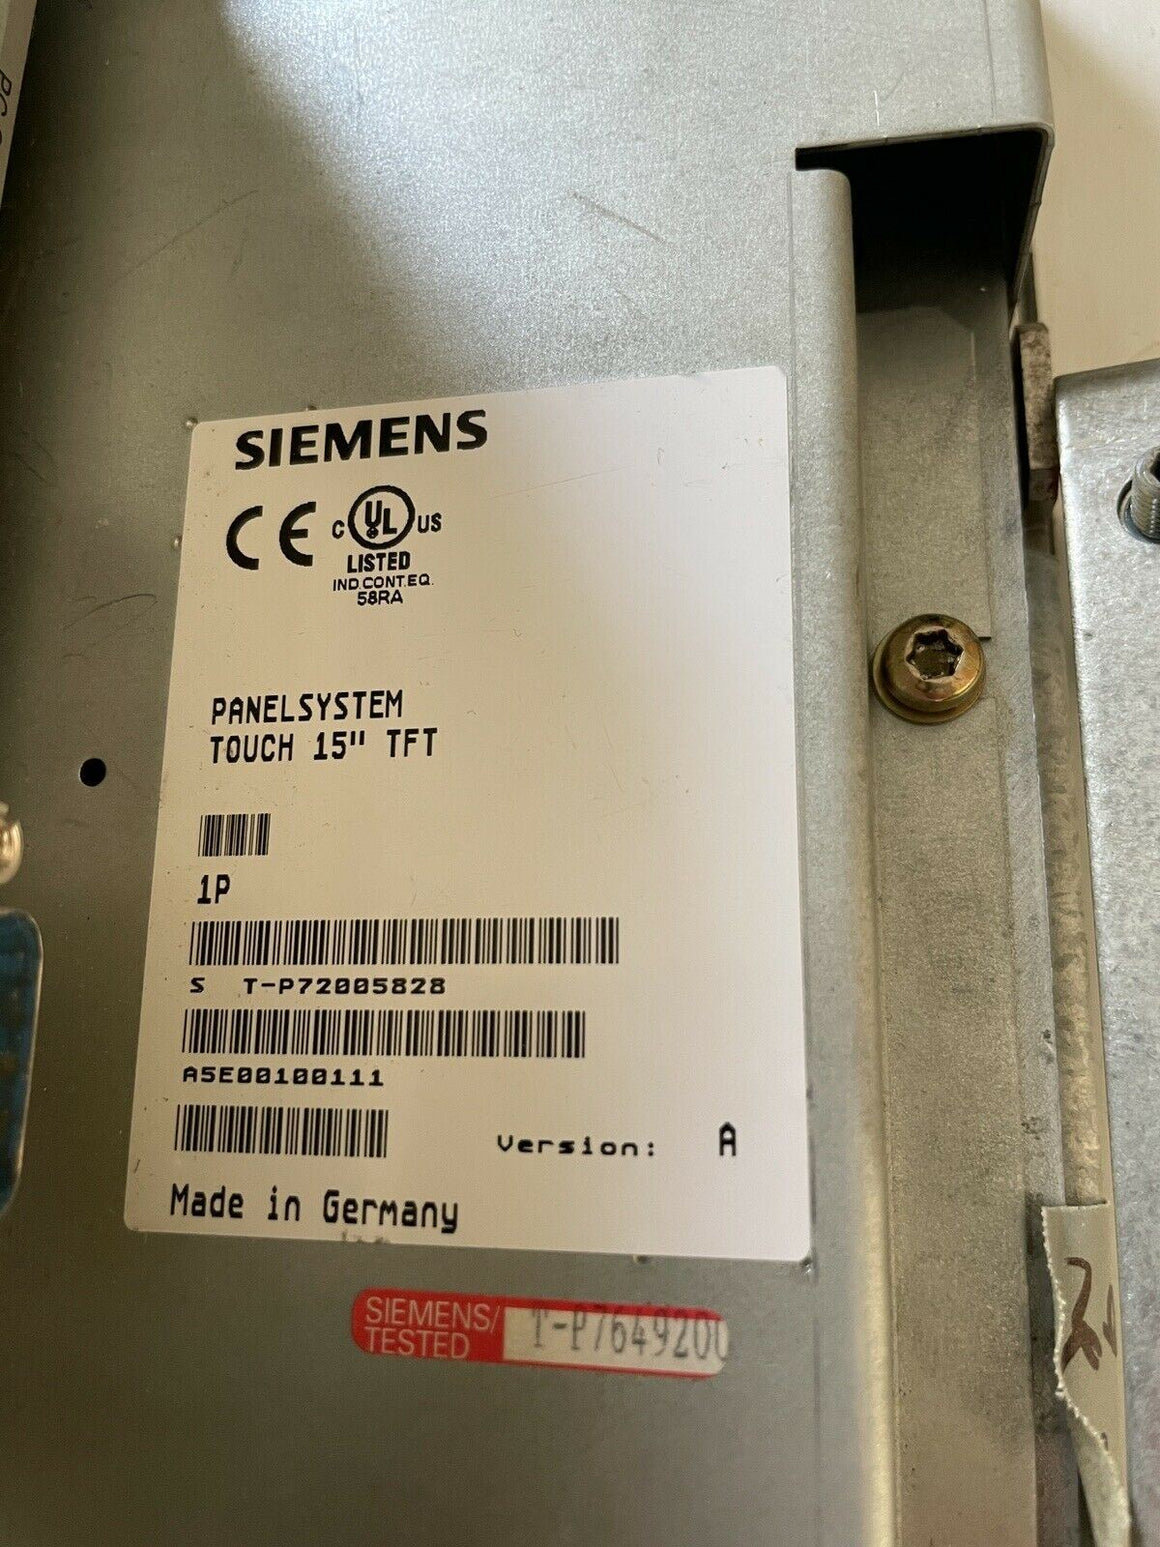 SIEMENS
CE C UL US
LISTED
IND.CONT.EQ.
58RA
PANELSYSTEM
TOUCH 15" TFT
1P
S T-P72005828
A5E00100111
Version: A
Made in Germany
SIEMENS/
TESTED
T-P764920